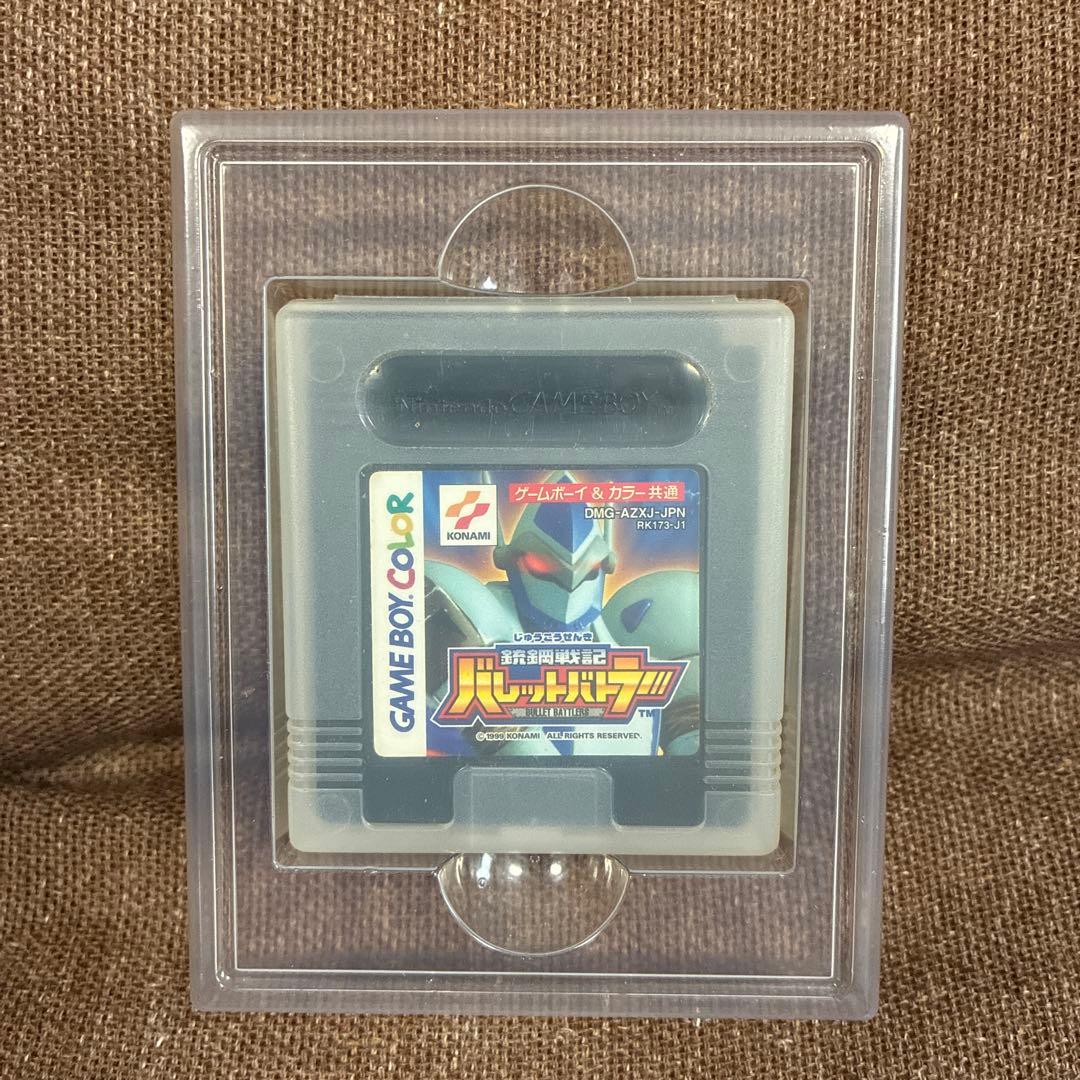 Nintendo GAME BOY TM
GAME BOY COLOR
KONAMI
ゲームボーイ & カラー共通
DMG-AZXJ-JPN
RK173-J1
じゅうこうせんき
銃鋼戦記
バレットバトラー
BULLET BATTLERS
TM
© 1999 KONAMI ALL RIGHTS RESERVED.